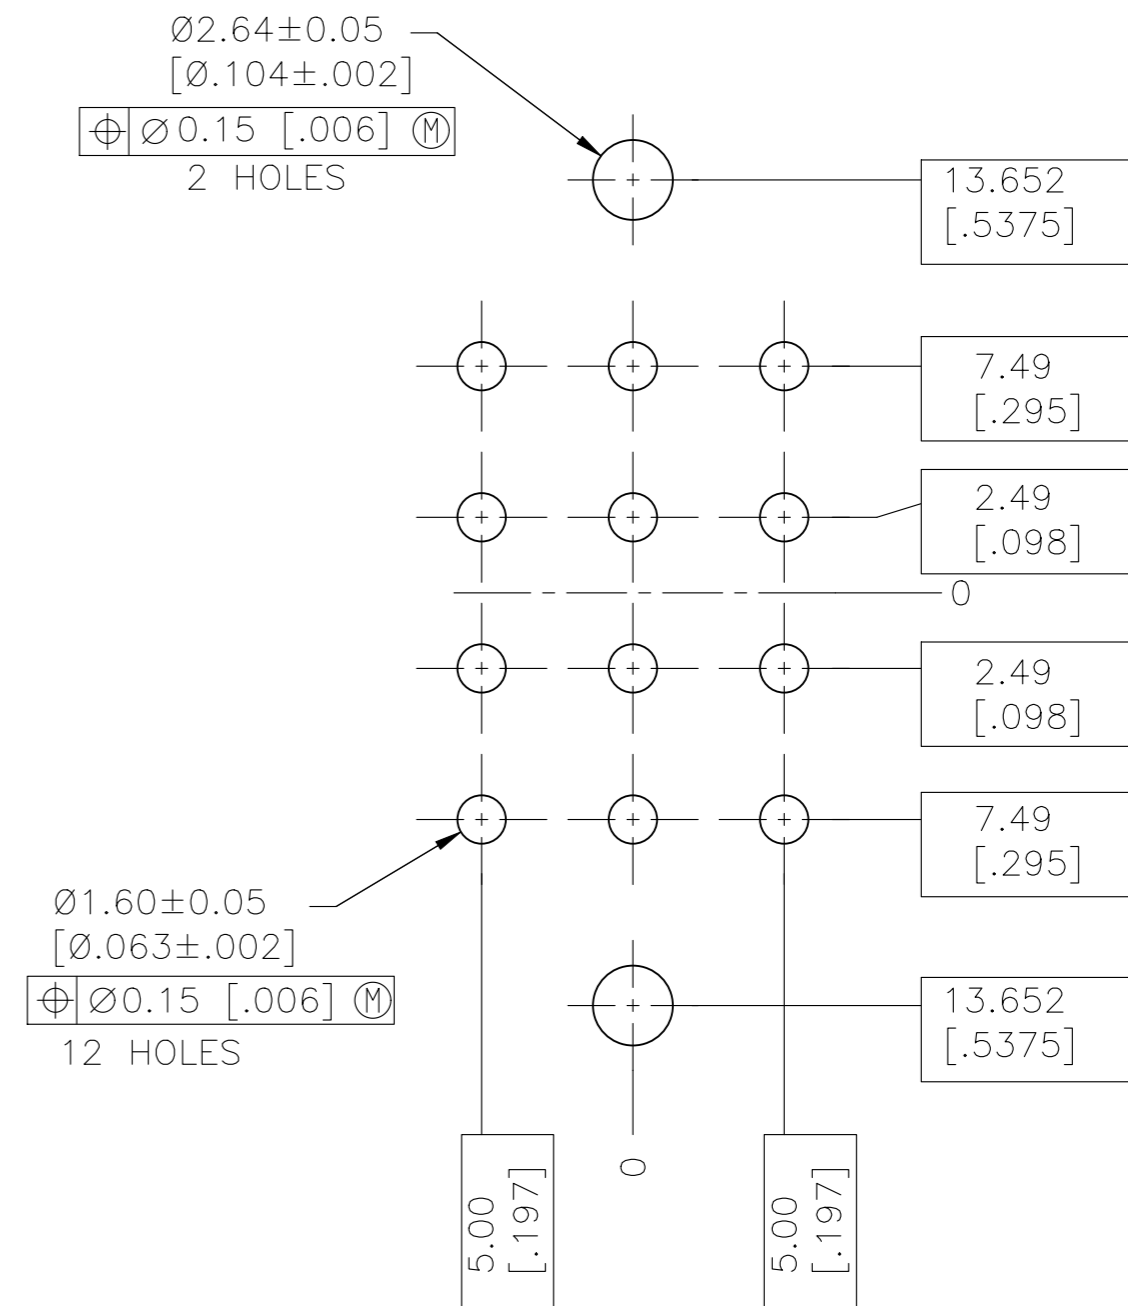 Ø2.64±0.05
[Ø.104±.002]
⌖ Ø0.15 [.006] Ⓜ
2 HOLES
13.652
[.5375]
7.49
[.295]
2.49
[.098]
0
2.49
[.098]
7.49
[.295]
Ø1.60±0.05
[Ø.063±.002]
⌖ Ø0.15 [.006] Ⓜ
12 HOLES
13.652
[.5375]
5.00
[.197]
0
5.00
[.197]